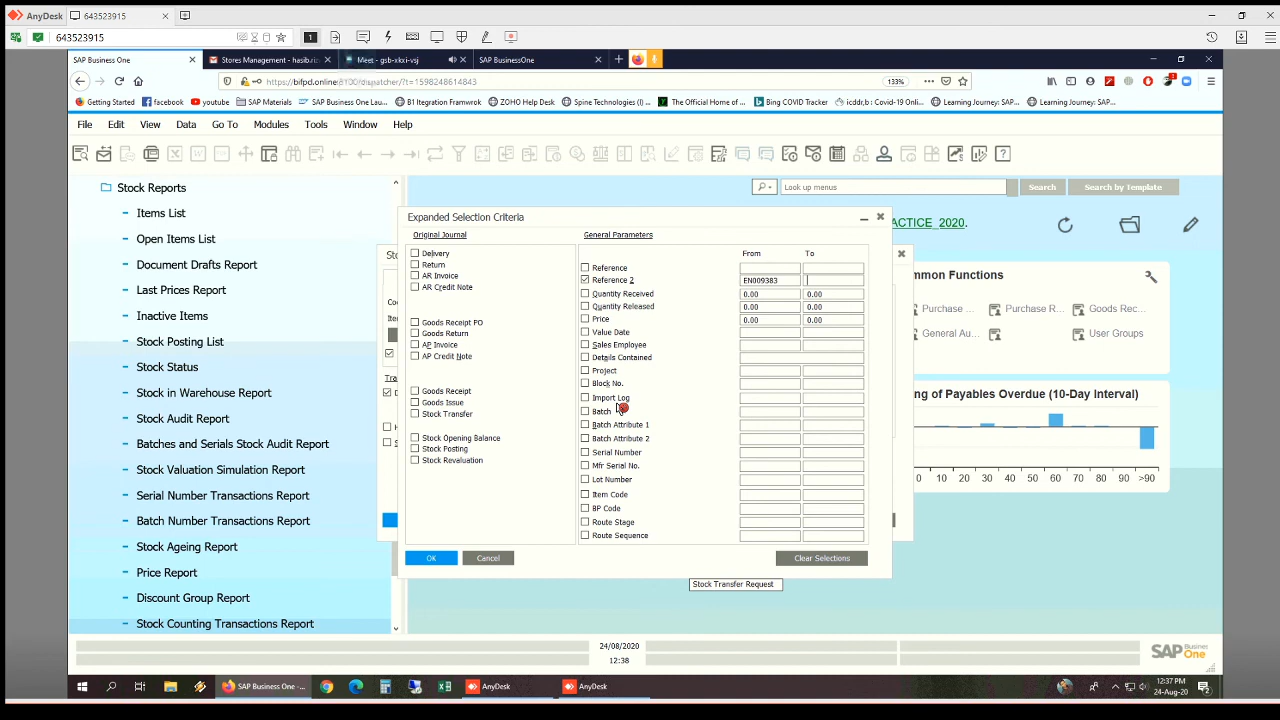 AnyDesk
643523915
643523915
1
SAP Business One
Stores Management - hasib.ro
Meet - gsb-xkxi-vsj
SAP BusinessOne
https://bifpd.online:8100/dispatcher/?t=1598248614843
133%
Getting Started
facebook
youtube
SAP Materials
SAP Business One Lau...
B1 Itegration Framwrok
ZOHO Help Desk
Spine Technologies (I...
The Official Home of ...
Bing COVID Tracker
icddr,b : Covid-19 Onli...
Learning Journey: SAP...
Learning Journey: SAP...
File Edit View Data Go To Modules Tools Window Help
Stock Reports
Items List
Open Items List
Document Drafts Report
Last Prices Report
Inactive Items
Stock Posting List
Stock Status
Stock in Warehouse Report
Stock Audit Report
Batches and Serials Stock Audit Report
Stock Valuation Simulation Report
Serial Number Transactions Report
Batch Number Transactions Report
Stock Ageing Report
Price Report
Discount Group Report
Stock Counting Transactions Report
Look up menus
Search
Search by Template
ACTICE_2020.
Sto
Co
Ite
Tra
D
H
S
Expanded Selection Criteria
Original Journal
Delivery
Return
AR Invoice
AR Credit Note
Goods Receipt PO
Goods Return
AP Invoice
AP Credit Note
Goods Receipt
Goods Issue
Stock Transfer
Stock Opening Balance
Stock Posting
Stock Revaluation
General Parameters
From To
Reference
Reference 2 EN009383
Quantity Received 0.00 0.00
Quantity Released 0.00 0.00
Price 0.00 0.00
Value Date
Sales Employee
Details Contained
Project
Block No.
Import Log
Batch
Batch Attribute 1
Batch Attribute 2
Serial Number
Mfr Serial No.
Lot Number
Item Code
BP Code
Route Stage
Route Sequence
OK
Cancel
Clear Selections
Stock Transfer Request
mmon Functions
Purchase ...
Purchase R...
Goods Rec...
General Au...
User Groups
ng of Payables Overdue (10-Day Interval)
10 20 30 40 50 60 70 80 90 >90
24/08/2020
12:38
SAP Business
One
SAP Business One -...
AnyDesk
AnyDesk
12:37 PM
24-Aug-20
2